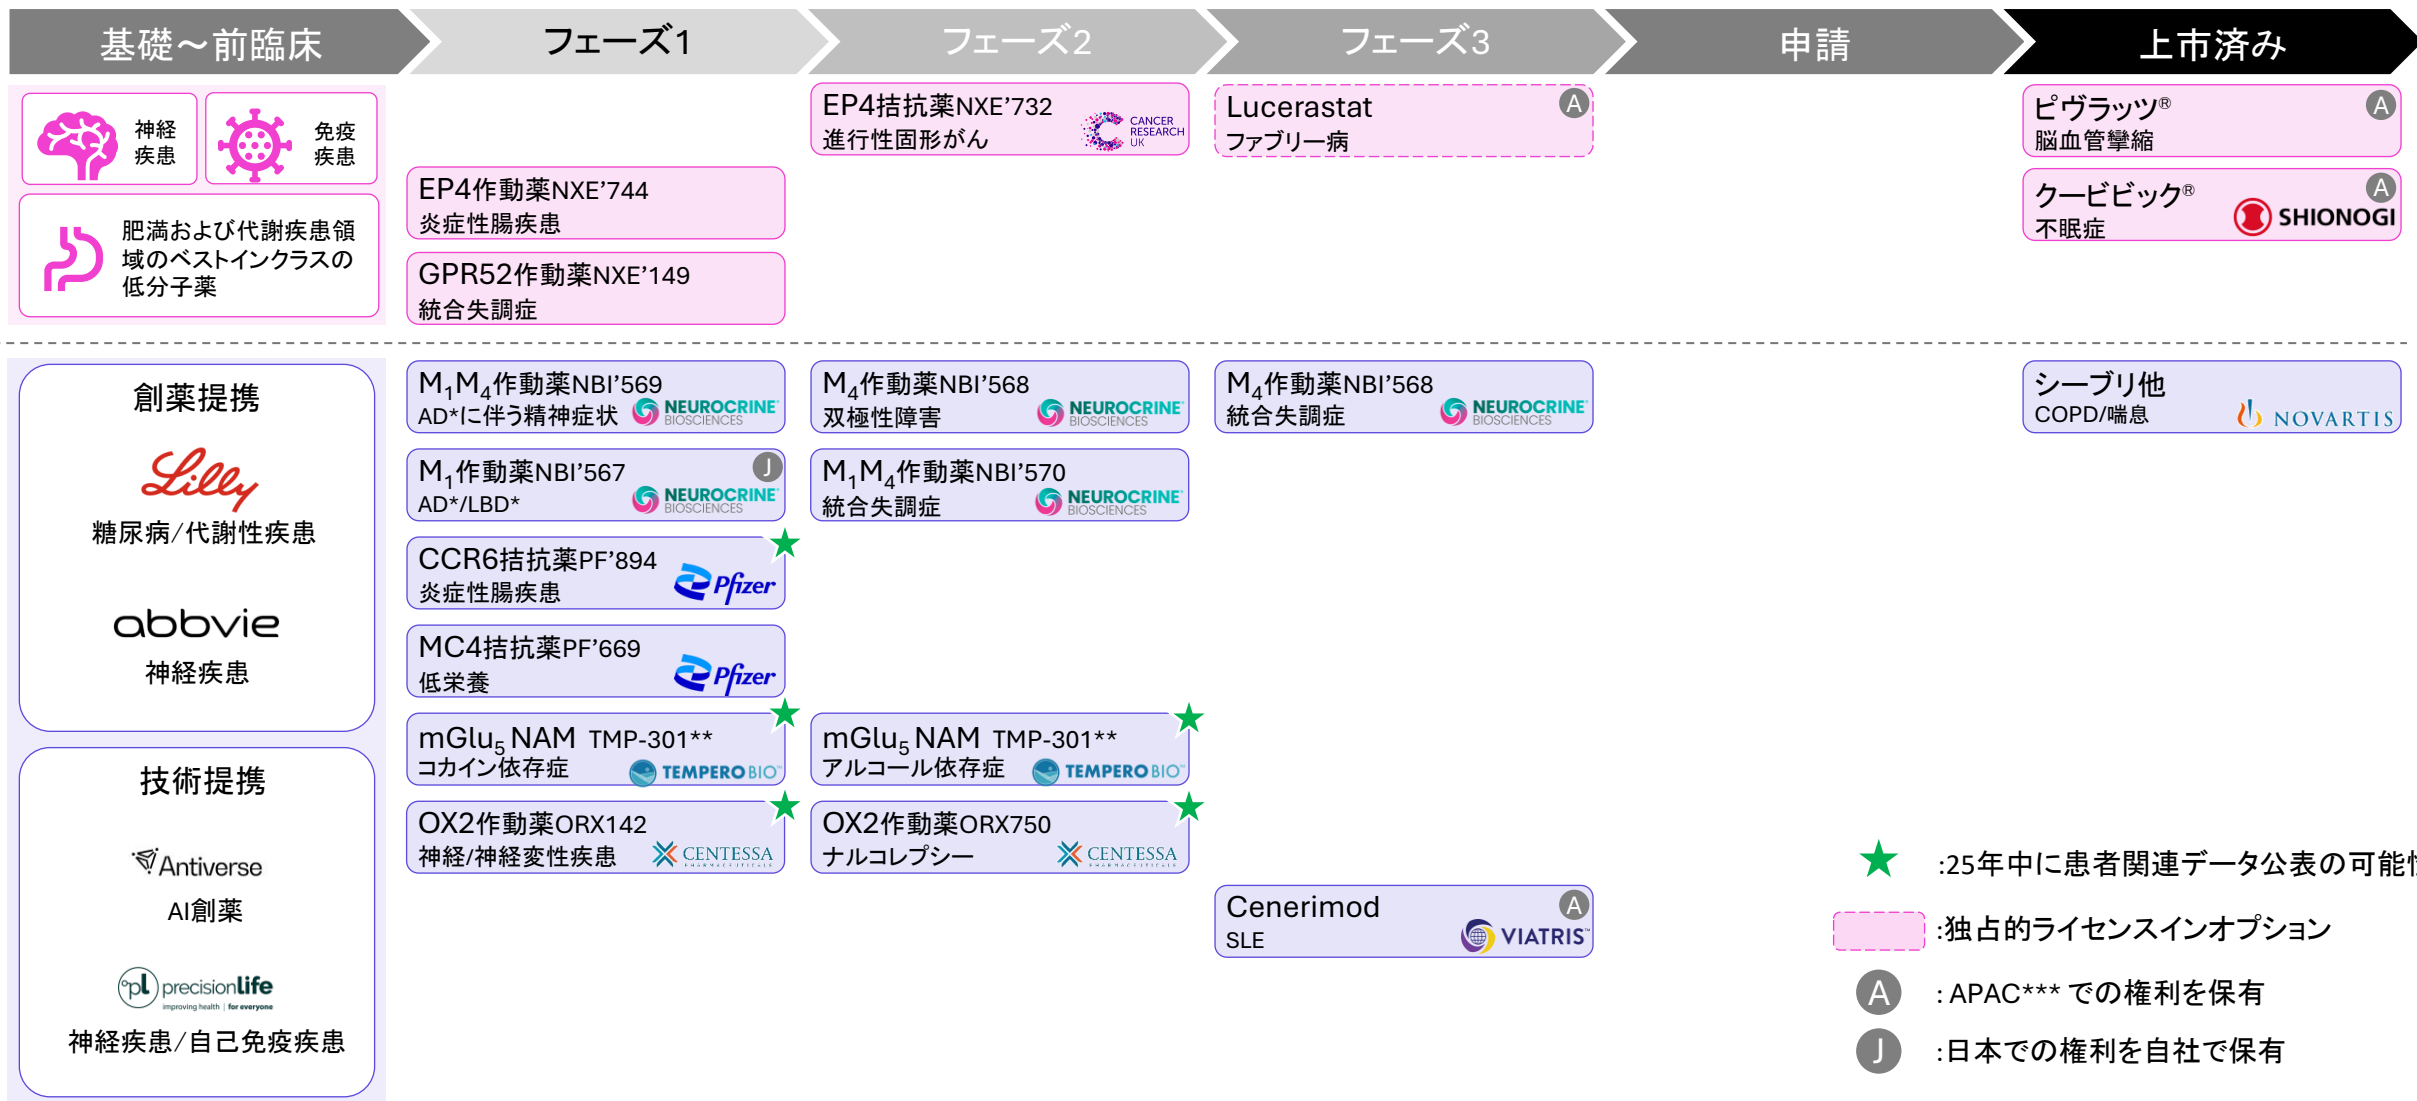 基礎～前臨床
フェーズ1
フェーズ2
フェーズ3
申請
上市済み
神経
疾患
免疫
疾患
肥満および代謝疾患領
域のベストインクラスの
低分子薬
EP4作動薬NXE’744
炎症性腸疾患
GPR52作動薬NXE’149
統合失調症
EP4拮抗薬NXE’732
進行性固形がん
CANCER
RESEARCH
UK
Lucerastat
A
ファブリー病
ピヴラッツ®
A
脳血管攣縮
クービビック®
A
不眠症
SHIONOGI
創薬提携
Lilly
糖尿病/代謝性疾患
abbvie
神経疾患
技術提携
Antiverse
AI創薬
pl precisionlife
improving health | for everyone
神経疾患/自己免疫疾患
M₁M₄作動薬NBI’569
AD*に伴う精神症状
NEUROCRINE
BIOSCIENCES
M₁作動薬NBI’567
J
AD*/LBD*
NEUROCRINE
BIOSCIENCES
CCR6拮抗薬PF’894
炎症性腸疾患
Pfizer
MC4拮抗薬PF’669
低栄養
Pfizer
mGlu₅ NAM TMP-301**
コカイン依存症
TEMPERO BIO™
OX2作動薬ORX142
神経/神経変性疾患
CENTESSA
PHARMACEUTICALS
M₄作動薬NBI’568
双極性障害
NEUROCRINE
BIOSCIENCES
M₁M₄作動薬NBI’570
統合失調症
NEUROCRINE
BIOSCIENCES
mGlu₅ NAM TMP-301**
アルコール依存症
TEMPERO BIO™
OX2作動薬ORX750
ナルコレプシー
CENTESSA
PHARMACEUTICALS
M₄作動薬NBI’568
統合失調症
NEUROCRINE
BIOSCIENCES
Cenerimod
A
SLE
VIATRIS™
シーブリ他
COPD/喘息
NOVARTIS
:25年中に患者関連データ公表の可能
:独占的ライセンスインオプション
A
: APAC*** での権利を保有
J
:日本での権利を自社で保有